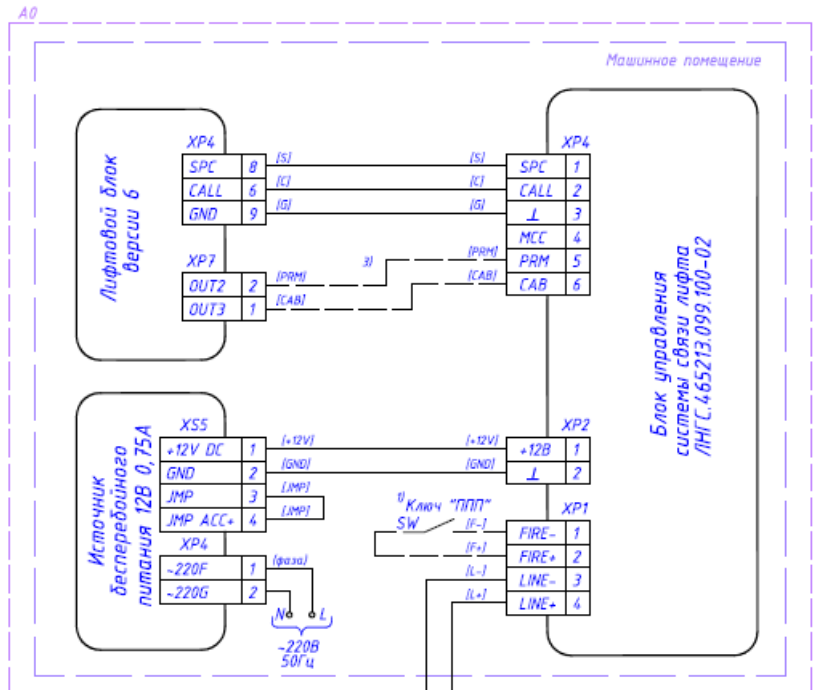 A0
Машинное помещение
Лифтовой блок
версии 6
XP4
SPC 8 [S]
CALL 6 [C]
GND 9 [G]
XP7
OUT2 2 [PRM]
OUT3 1 [CAB]
3)
XP4
[S] SPC 1
[C] CALL 2
[G] ⊥ 3
MCC 4
[PRM] PRM 5
[CAB] CAB 6
Блок управления
системы связи лифта
ЛНГС.465213.099.100-02
Источник
бесперебойного
питания 12В 0,75А
XS5
+12V DC 1 [+12V]
GND 2 [GND]
JMP 3 [JMP]
JMP ACC+ 4 [JMP]
XP4
~220F 1 (фаза)
~220G 2
N L
~220В
50Гц
XP2
[+12V] +12В 1
[GND] ⊥ 2
XP1
1) Ключ "ППП"
SW
[F-] FIRE- 1
[F+] FIRE+ 2
[L-] LINE- 3
[L+] LINE+ 4